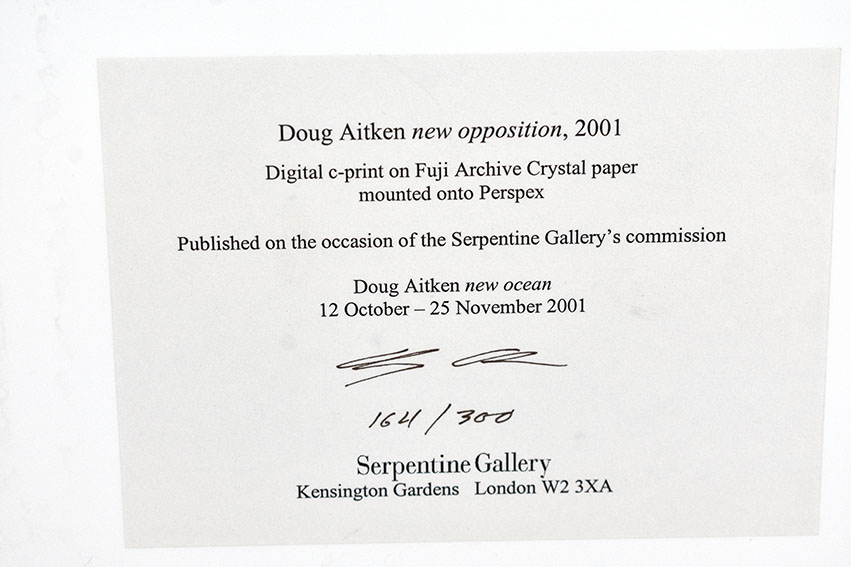 Doug Aitken new opposition, 2001
Digital c-print on Fuji Archive Crystal paper
mounted onto Perspex
Published on the occasion of the Serpentine Gallery’s commission
Doug Aitken new ocean
12 October – 25 November 2001
164/300
Serpentine Gallery
Kensington Gardens London W2 3XA